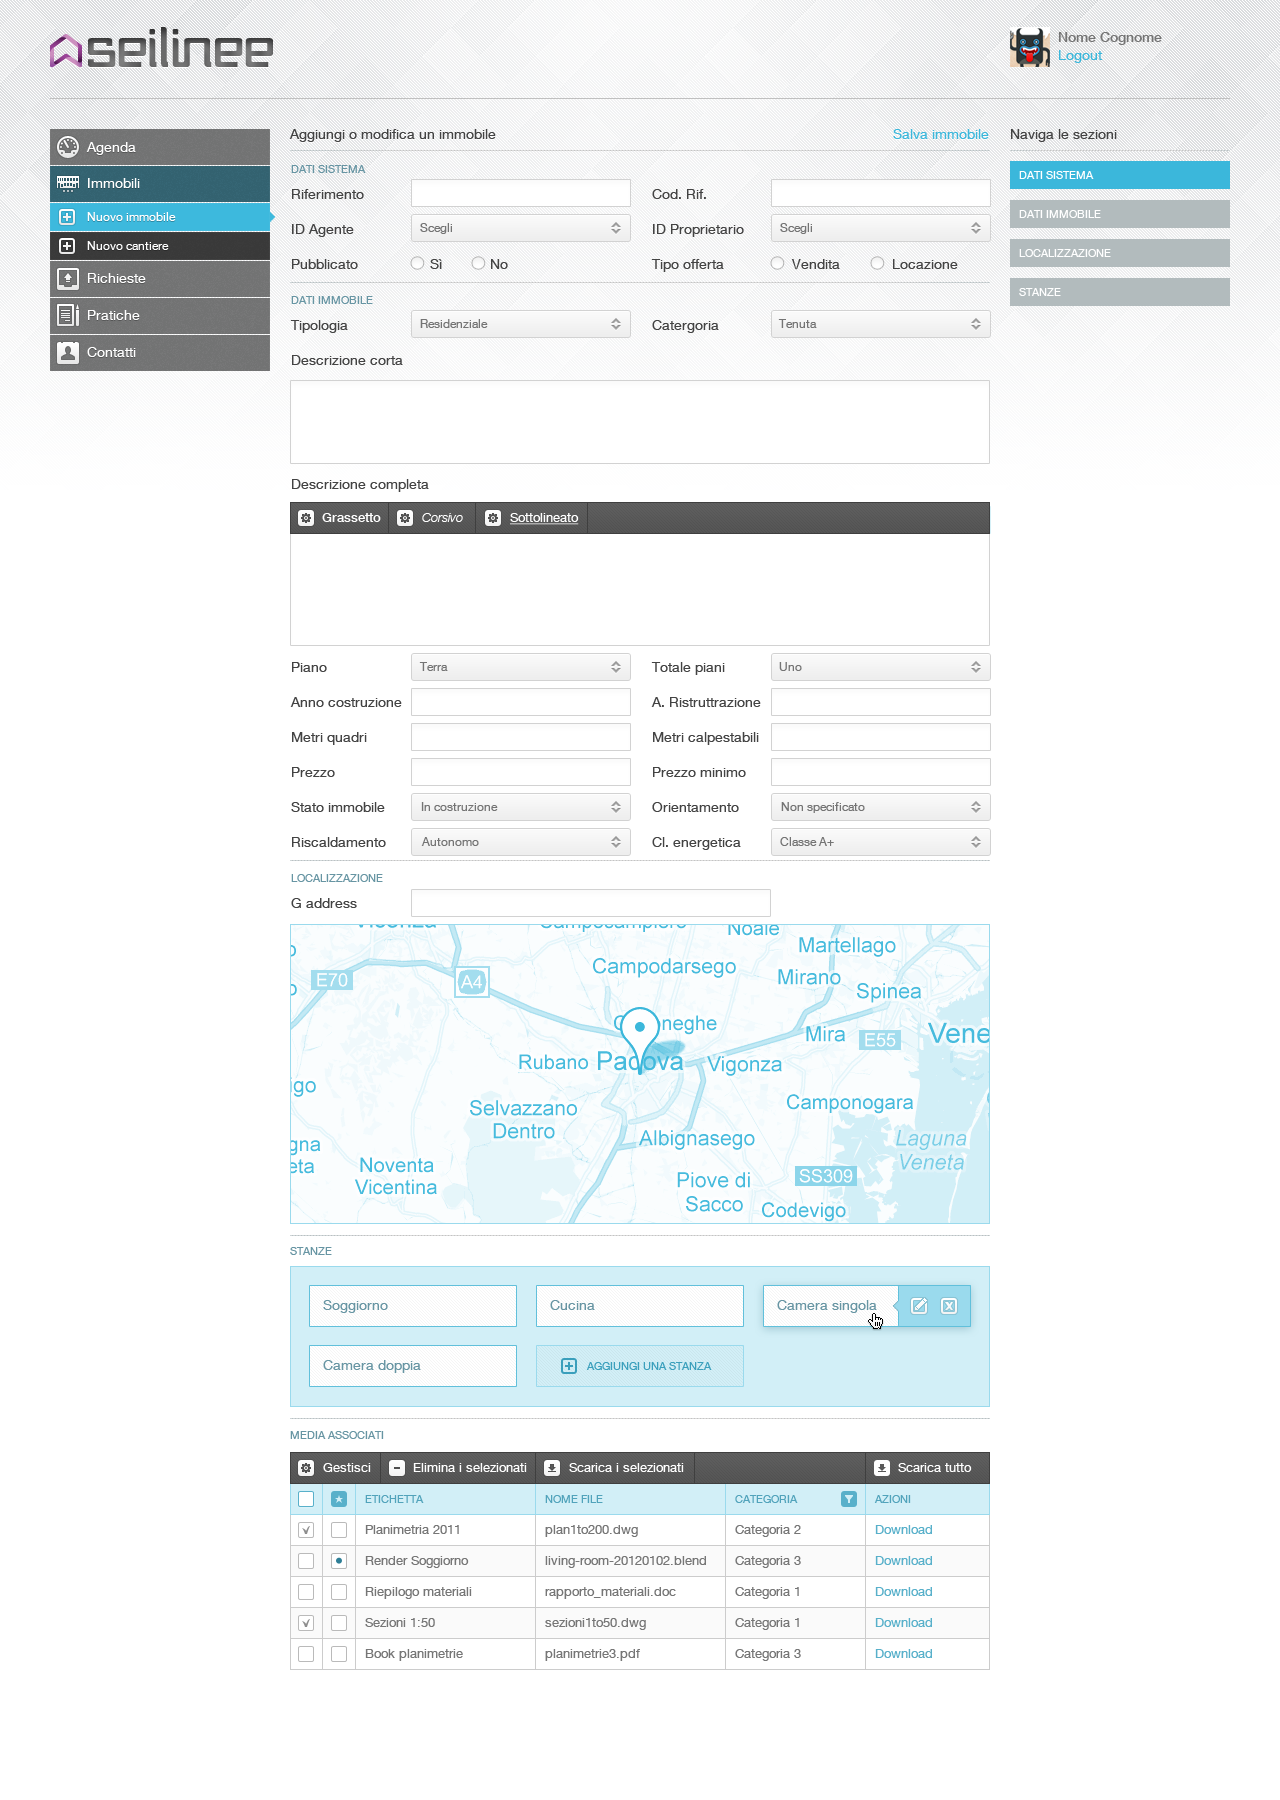 seilinee
Nome Cognome
Logout
Agenda
Immobili
Nuovo immobile
Nuovo cantiere
Richieste
Pratiche
Contatti
Aggiungi o modifica un immobile
Salva immobile
Naviga le sezioni
DATI SISTEMA
DATI IMMOBILE
LOCALIZZAZIONE
STANZE
DATI SISTEMA
Riferimento
Cod. Rif.
ID Agente Scegli
ID Proprietario Scegli
Pubblicato Sì No
Tipo offerta Vendita Locazione
DATI IMMOBILE
Tipologia Residenziale
Catergoria Tenuta
Descrizione corta
Descrizione completa
Grassetto Corsivo Sottolineato
Piano Terra
Totale piani Uno
Anno costruzione
A. Ristruttrazione
Metri quadri
Metri calpestabili
Prezzo
Prezzo minimo
Stato immobile In costruzione
Orientamento Non specificato
Riscaldamento Autonomo
Cl. energetica Classe A+
LOCALIZZAZIONE
G address
Vicenza
Campocampiero
Noale
Martellago
Campodarsego
Mirano
E70
A4
Spinea
neghe
Mira
E55
Vene
Rubano
Padova
Vigonza
igo
Camponogara
Selvazzano
Dentro
Albignasego
Laguna
Veneta
gna
eta
Noventa
Vicentina
Piove di
Sacco
SS309
Codevigo
STANZE
Soggiorno
Cucina
Camera singola
Camera doppia
AGGIUNGI UNA STANZA
MEDIA ASSOCIATI
Gestisci Elimina i selezionati Scarica i selezionati Scarica tutto
ETICHETTA NOME FILE CATEGORIA AZIONI
Planimetria 2011 plan1to200.dwg Categoria 2 Download
Render Soggiorno living-room-20120102.blend Categoria 3 Download
Riepilogo materiali rapporto_materiali.doc Categoria 1 Download
Sezioni 1:50 sezioni1to50.dwg Categoria 1 Download
Book planimetrie planimetrie3.pdf Categoria 3 Download